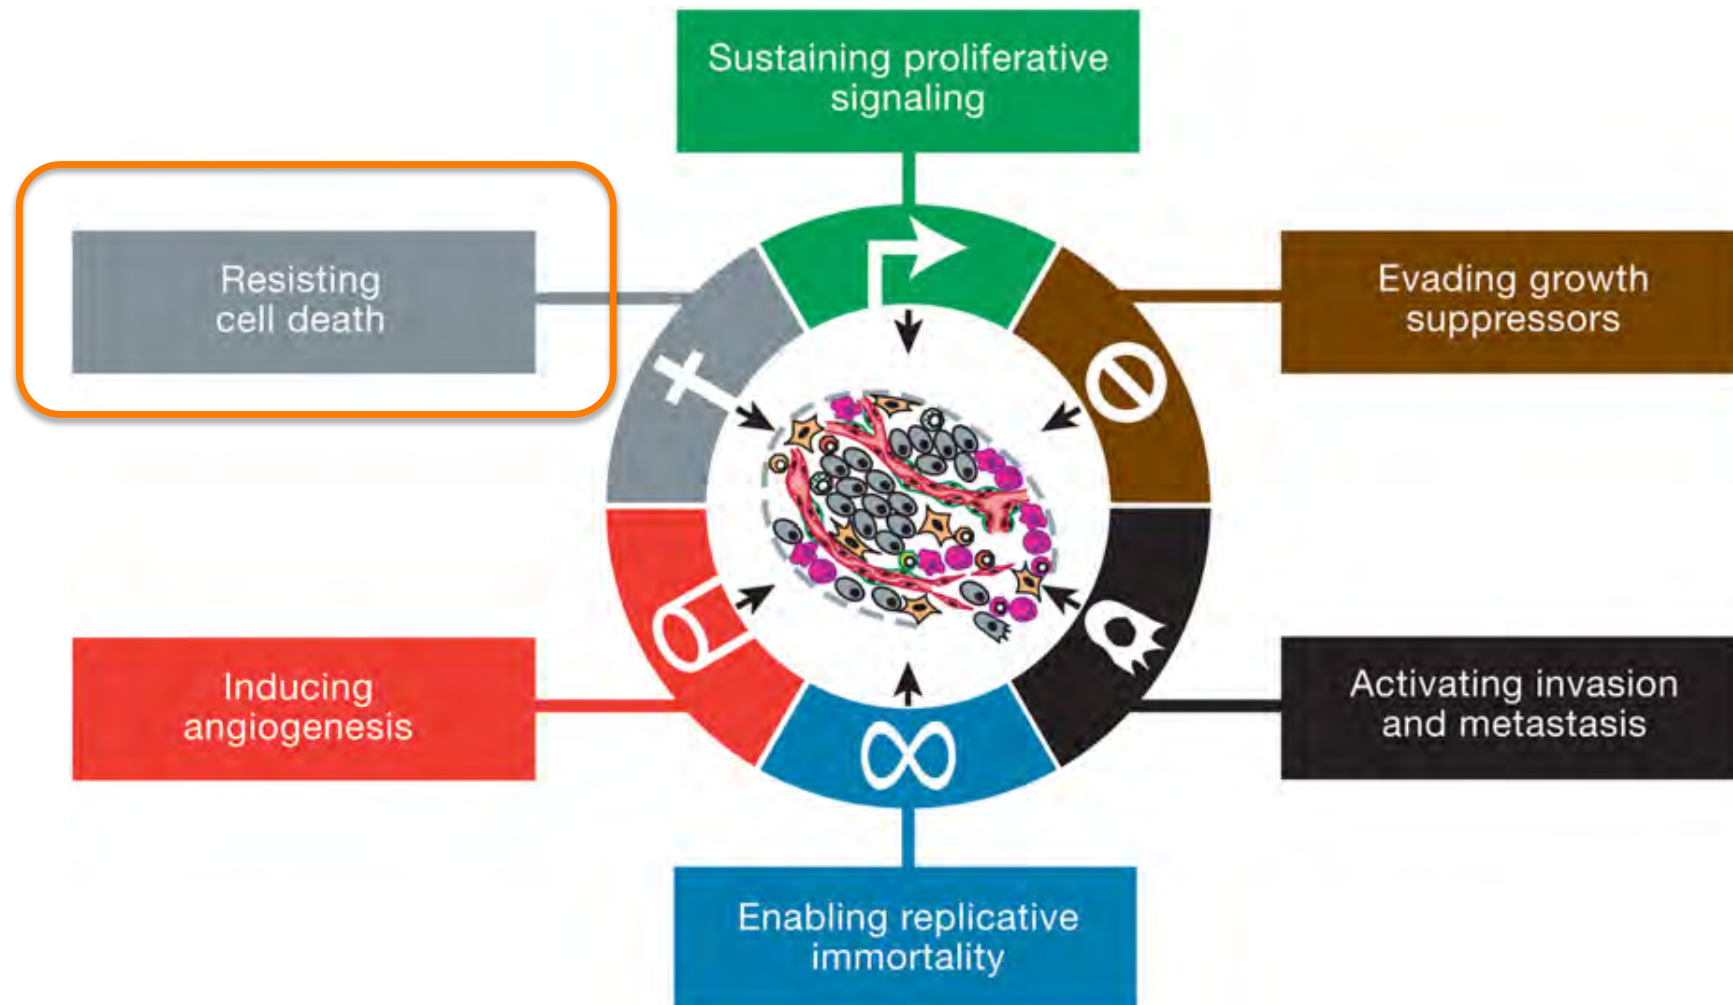 Sustaining proliferative
signaling
Resisting
cell death
Evading growth
suppressors
Inducing
angiogenesis
Activating invasion
and metastasis
Enabling replicative
immortality